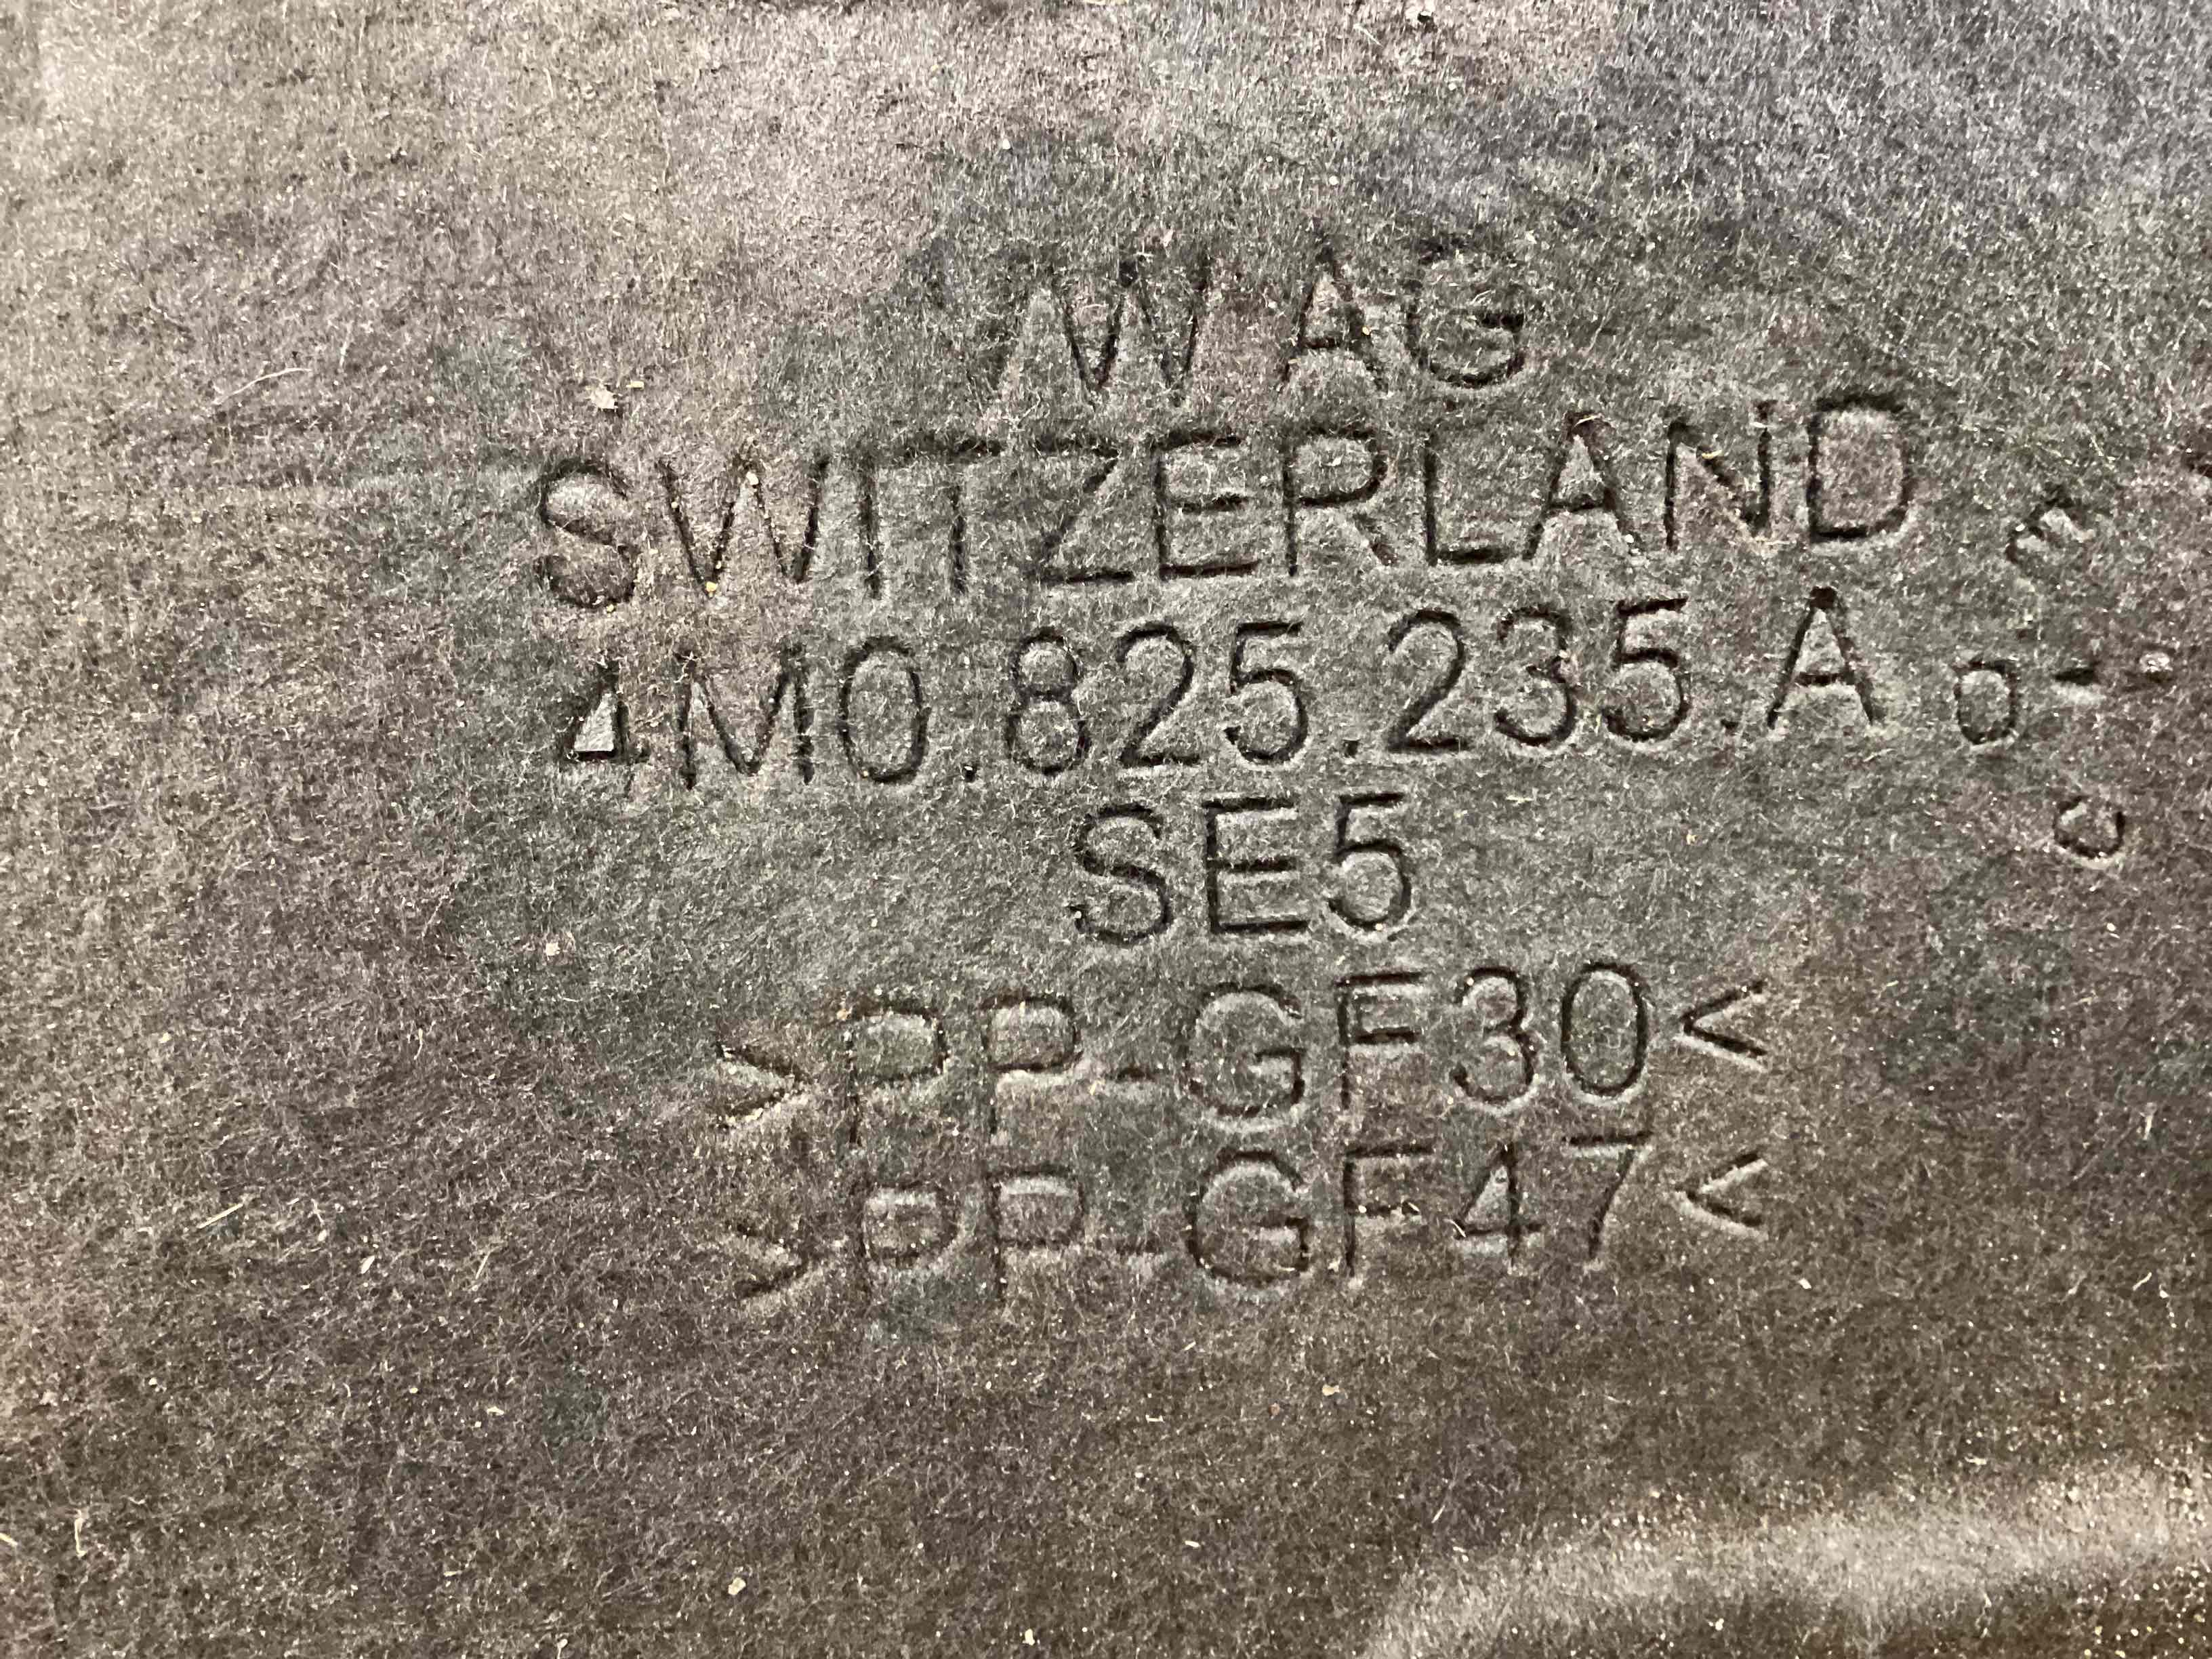 VW AG
SWITZERLAND
4M0.825.235.A
SE5
>PP-GF30<
>PP-GF47<